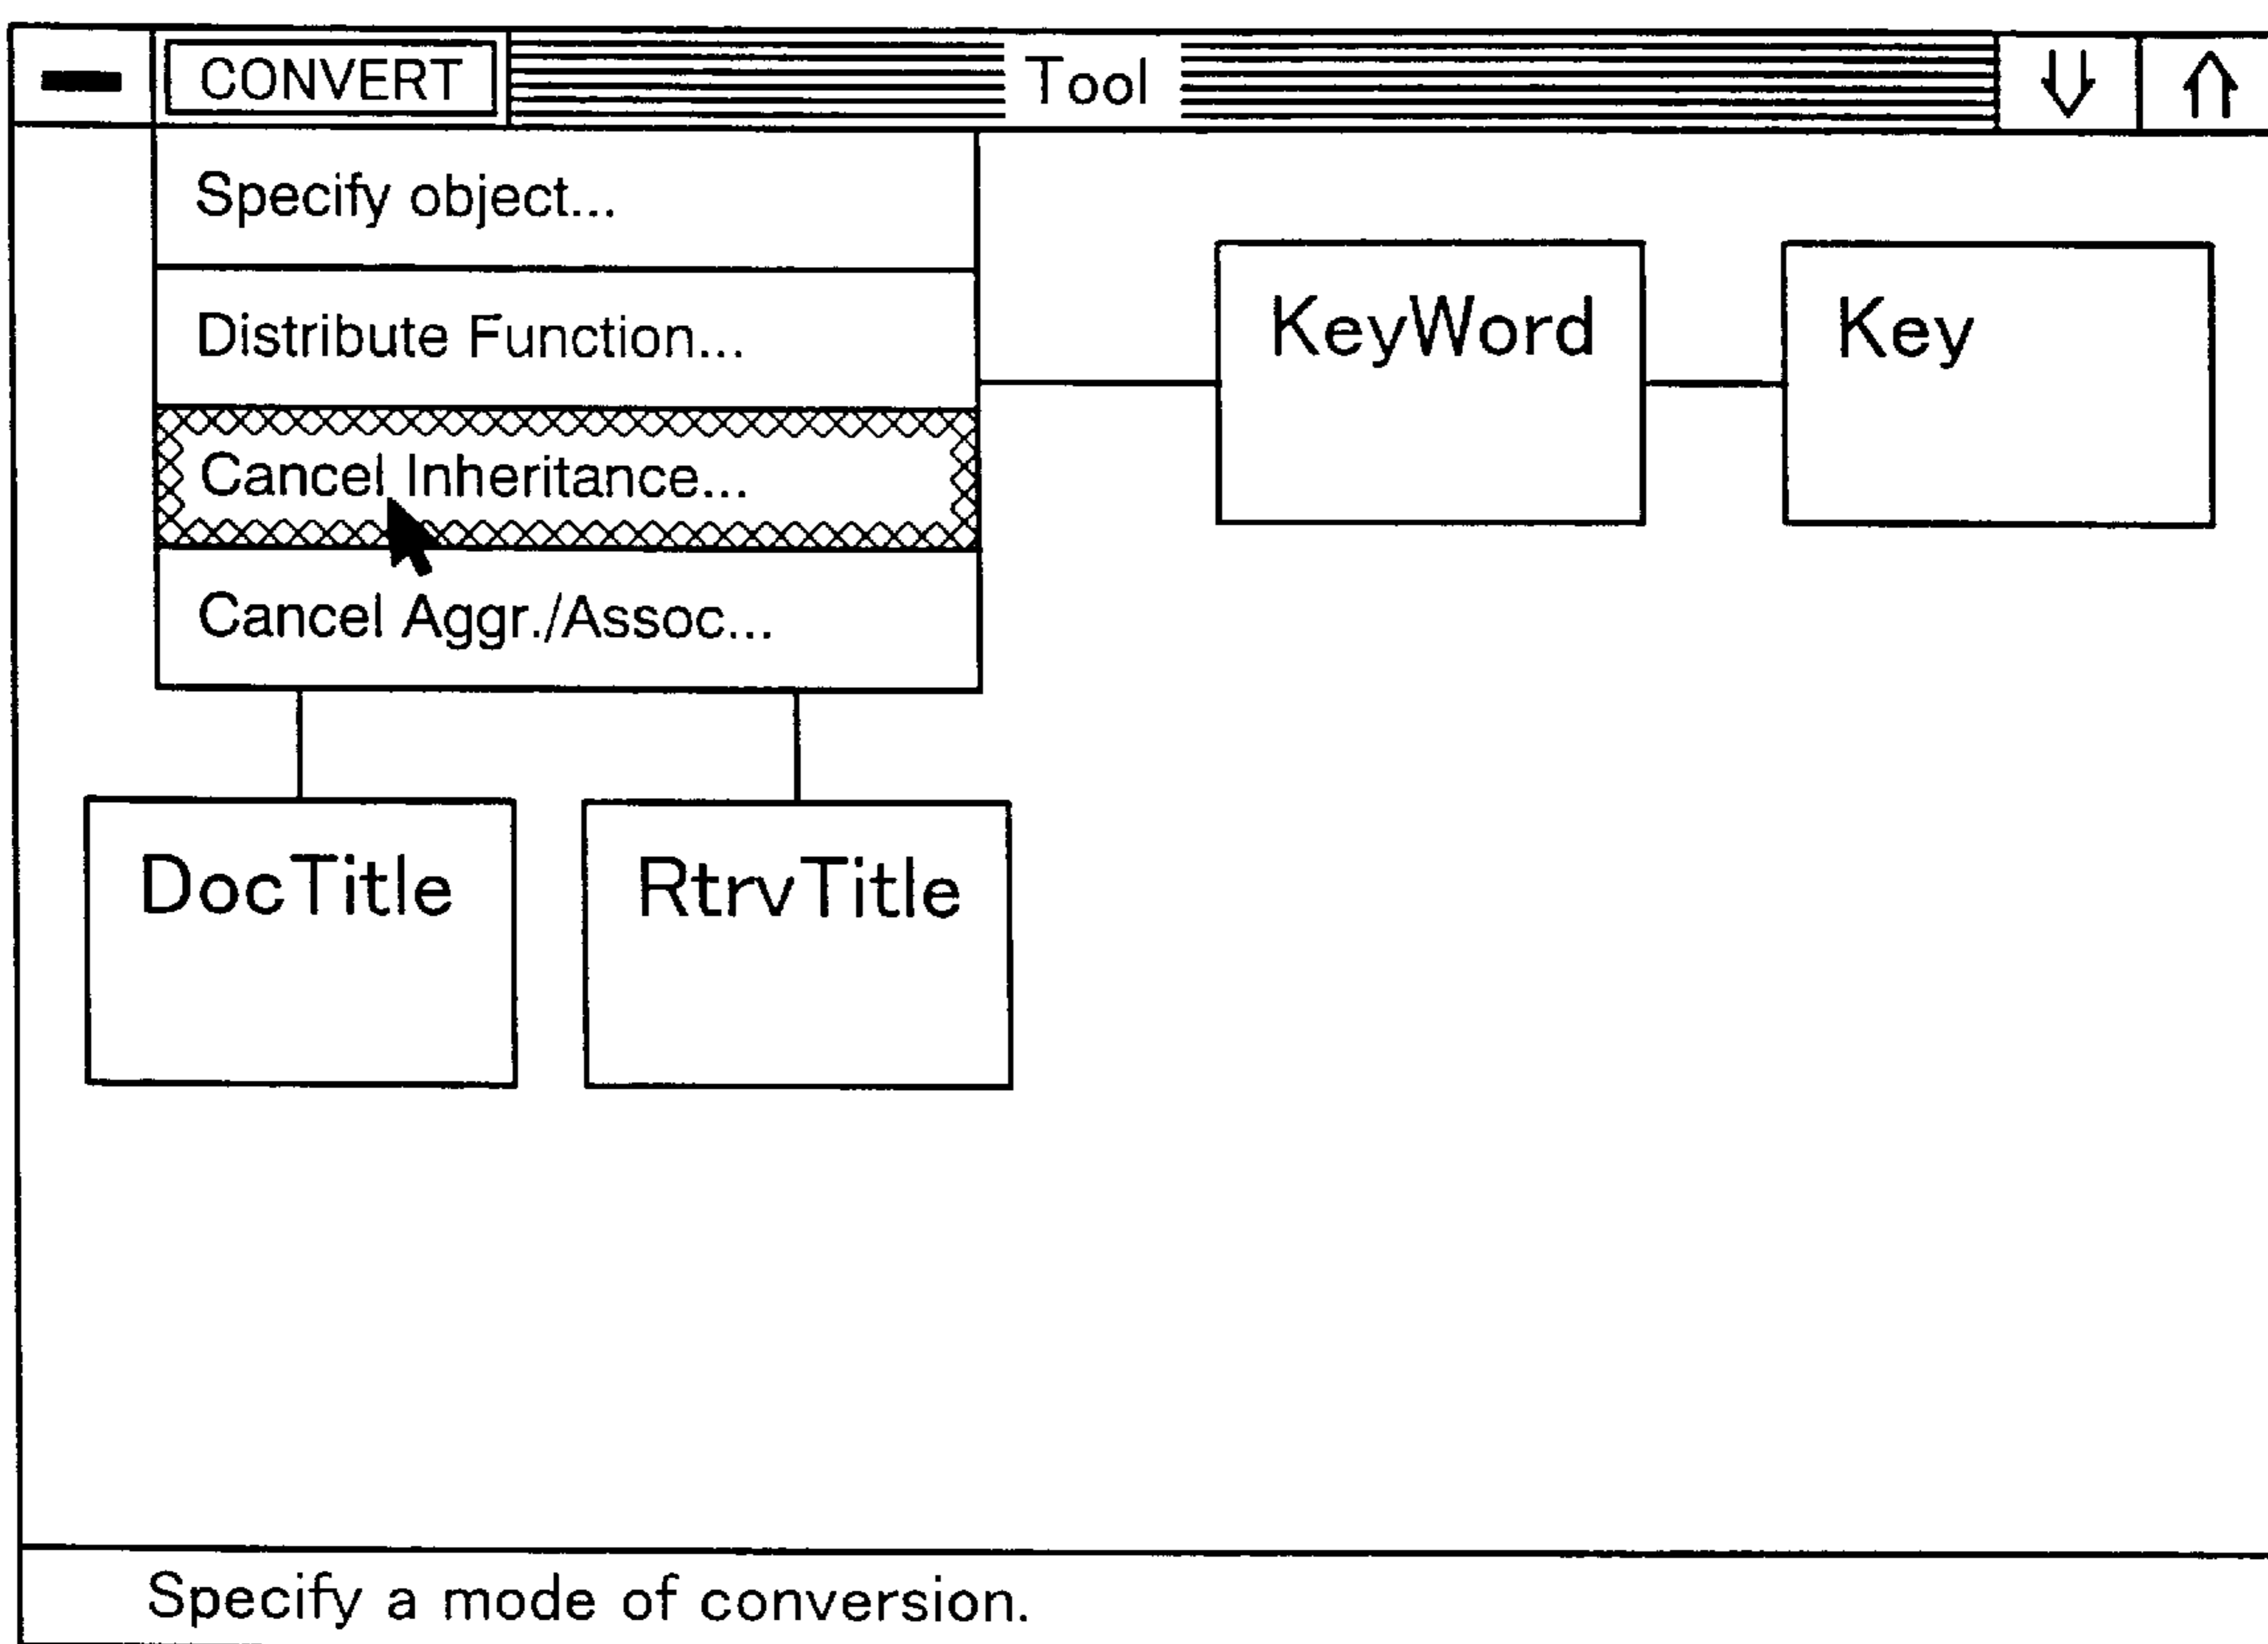 CONVERT Tool
Specify object...
Distribute Function...
KeyWord Key
Cancel Inheritance...
Cancel Aggr./Assoc...
DocTitle RtrvTitle
Specify a mode of conversion.